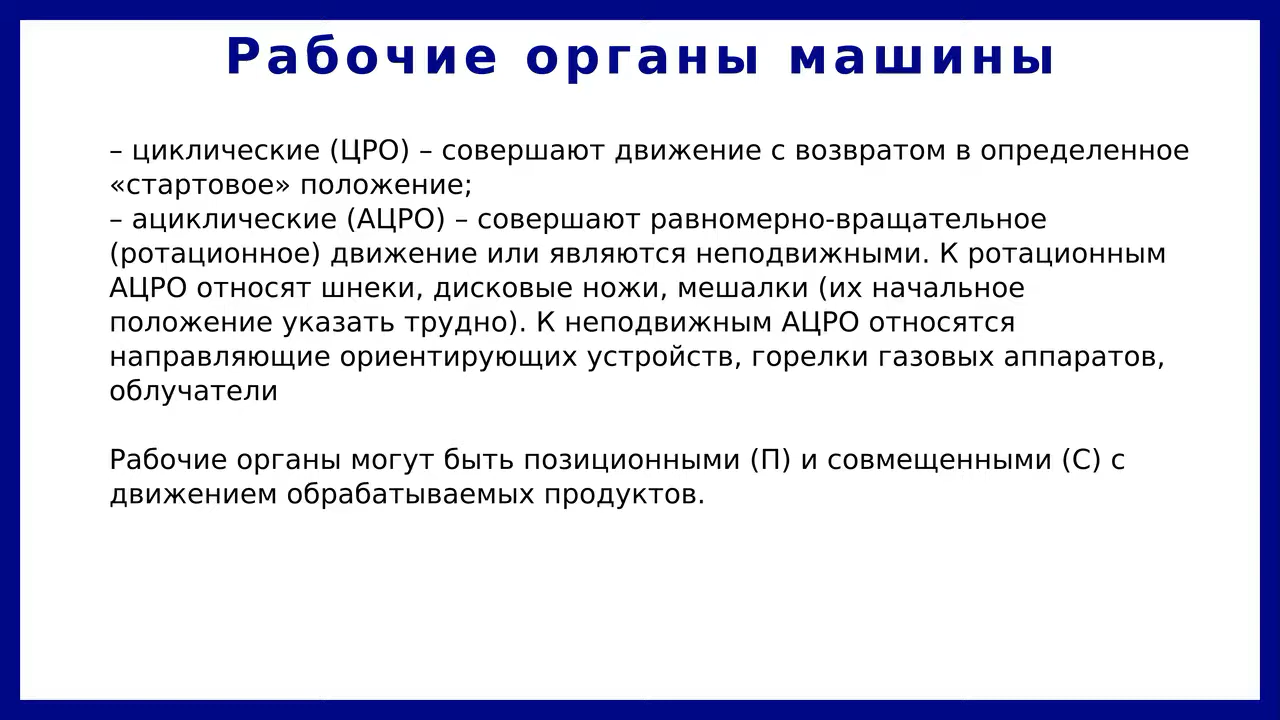 Рабочие органы машины
– циклические (ЦРО) – совершают движение с возвратом в определенное
«стартовое» положение;
– ациклические (АЦРО) – совершают равномерно-вращательное
(ротационное) движение или являются неподвижными. К ротационным
АЦРО относят шнеки, дисковые ножи, мешалки (их начальное
положение указать трудно). К неподвижным АЦРО относятся
направляющие ориентирующих устройств, горелки газовых аппаратов,
облучатели
Рабочие органы могут быть позиционными (П) и совмещенными (С) с
движением обрабатываемых продуктов.